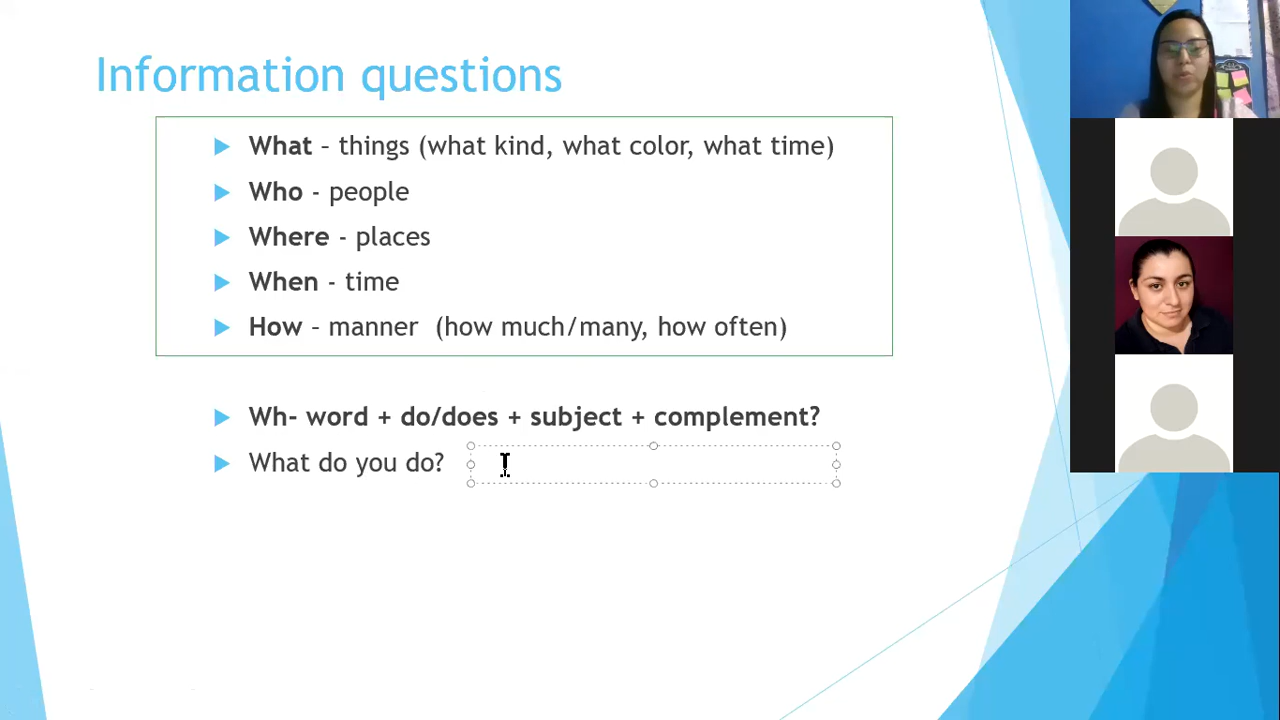 Information questions
What – things (what kind, what color, what time)
Who - people
Where - places
When - time
How – manner (how much/many, how often)
Wh- word + do/does + subject + complement?
What do you do?